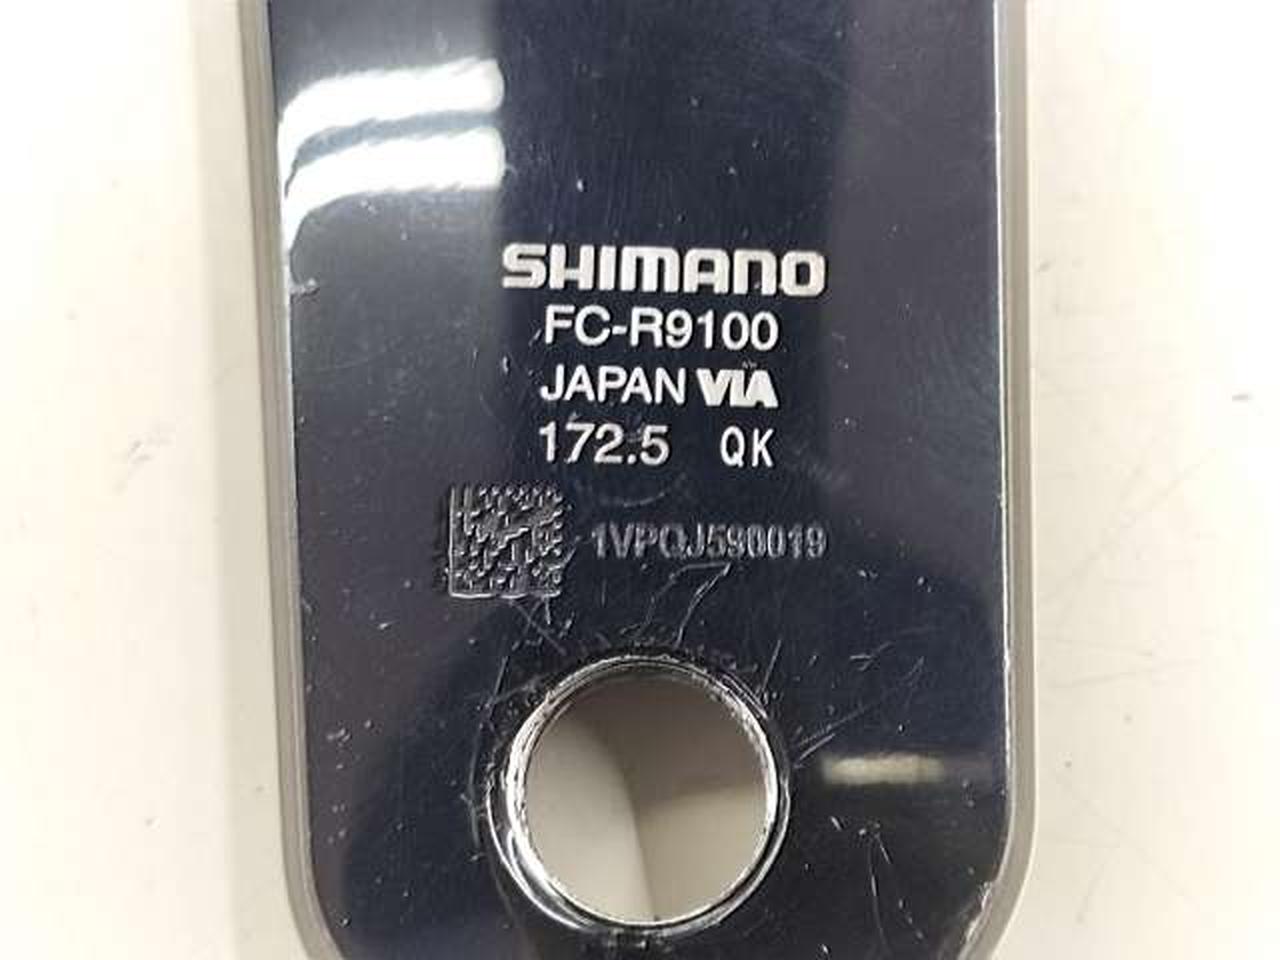 SHIMANO
FC-R9100
JAPAN VIA
172.5 QK
1VPQJ590019